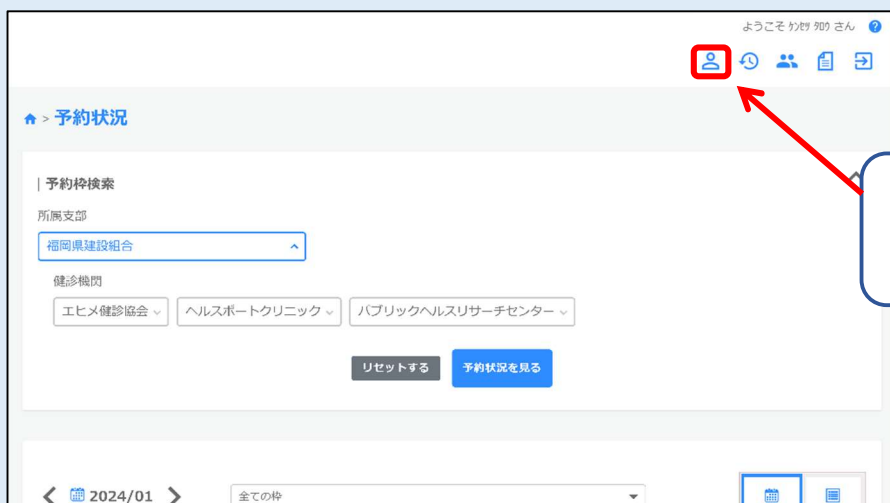 ようこそ ｹﾝｾﾂ ﾀﾛｳ さん
> 予約状況
| 予約枠検索
所属支部
福岡県建設組合
健診機関
エヒメ健診協会 ヘルスポートクリニック パブリックヘルスリサーチセンター
リセットする 予約状況を見る
2024/01 全ての枠